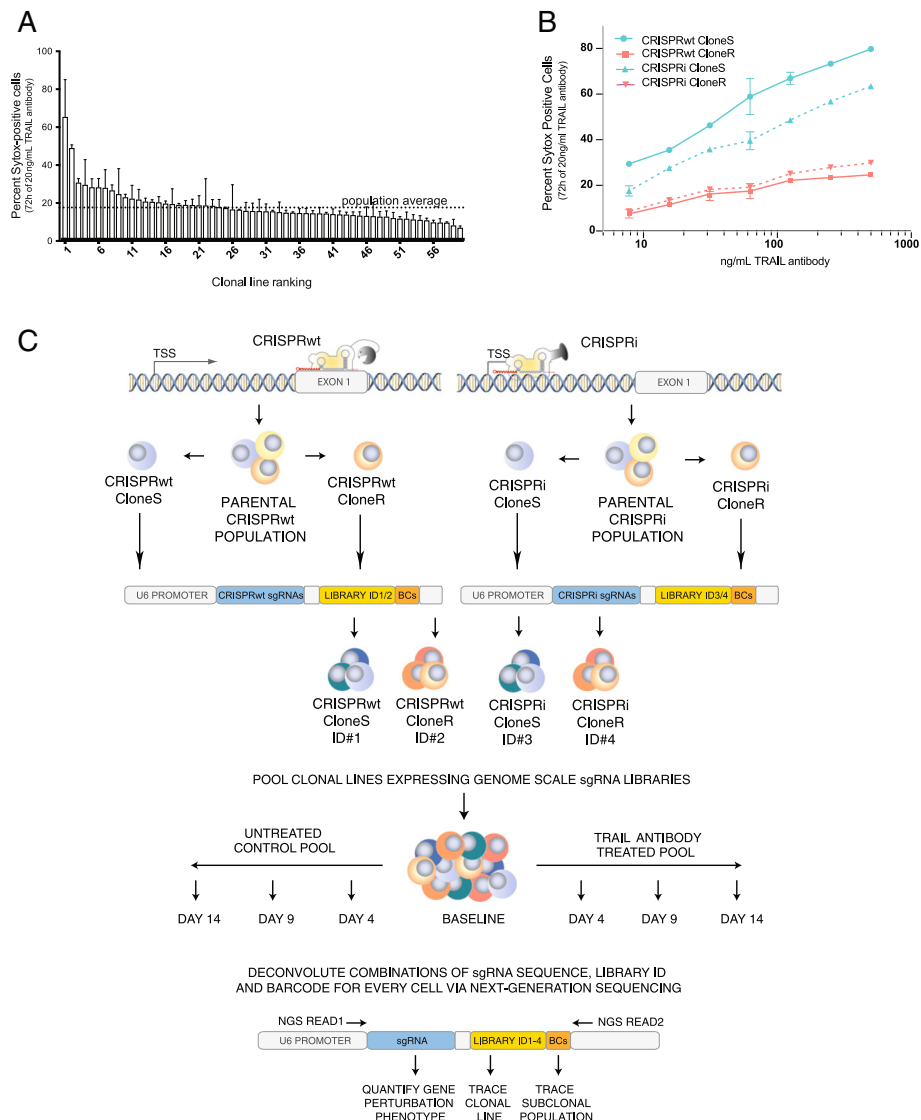 A
Percent Sytox-positive cells
(72h of 20ng/mL TRAIL antibody)
100
80
60
40
20
0
population average
1
6
11
16
21
26
31
36
41
46
51
56
Clonal line ranking
B
Percent Sytox Positive Cells
(72h of 20ng/ml TRAIL antibody)
80
60
40
20
0
CRISPRwt CloneS
CRISPRwt CloneR
CRISPRi CloneS
CRISPRi CloneR
10
100
1000
ng/mL TRAIL antibody
C
TSS
CRISPRwt
EXON 1
TSS
CRISPRi
EXON 1
CRISPRwt
CloneS
PARENTAL
CRISPRwt
POPULATION
CRISPRwt
CloneR
CRISPRi
CloneS
PARENTAL
CRISPRi
POPULATION
CRISPRi
CloneR
U6 PROMOTER
CRISPRwt sgRNAs
LIBRARY ID1/2
BCs
U6 PROMOTER
CRISPRi sgRNAs
LIBRARY ID3/4
BCs
CRISPRwt
CloneS
ID#1
CRISPRwt
CloneR
ID#2
CRISPRi
CloneS
ID#3
CRISPRi
CloneR
ID#4
POOL CLONAL LINES EXPRESSING GENOME SCALE sgRNA LIBRARIES
UNTREATED
CONTROL POOL
TRAIL ANTIBODY
TREATED POOL
DAY 14
DAY 9
DAY 4
BASELINE
DAY 4
DAY 9
DAY 14
DECONVOLUTE COMBINATIONS OF sgRNA SEQUENCE, LIBRARY ID
AND BARCODE FOR EVERY CELL VIA NEXT-GENERATION SEQUENCING
NGS READ1
NGS READ2
U6 PROMOTER
sgRNA
LIBRARY ID1-4
BCs
QUANTIFY GENE
PERTURBATION
PHENOTYPE
TRACE
CLONAL
LINE
TRACE
SUBCLONAL
POPULATION